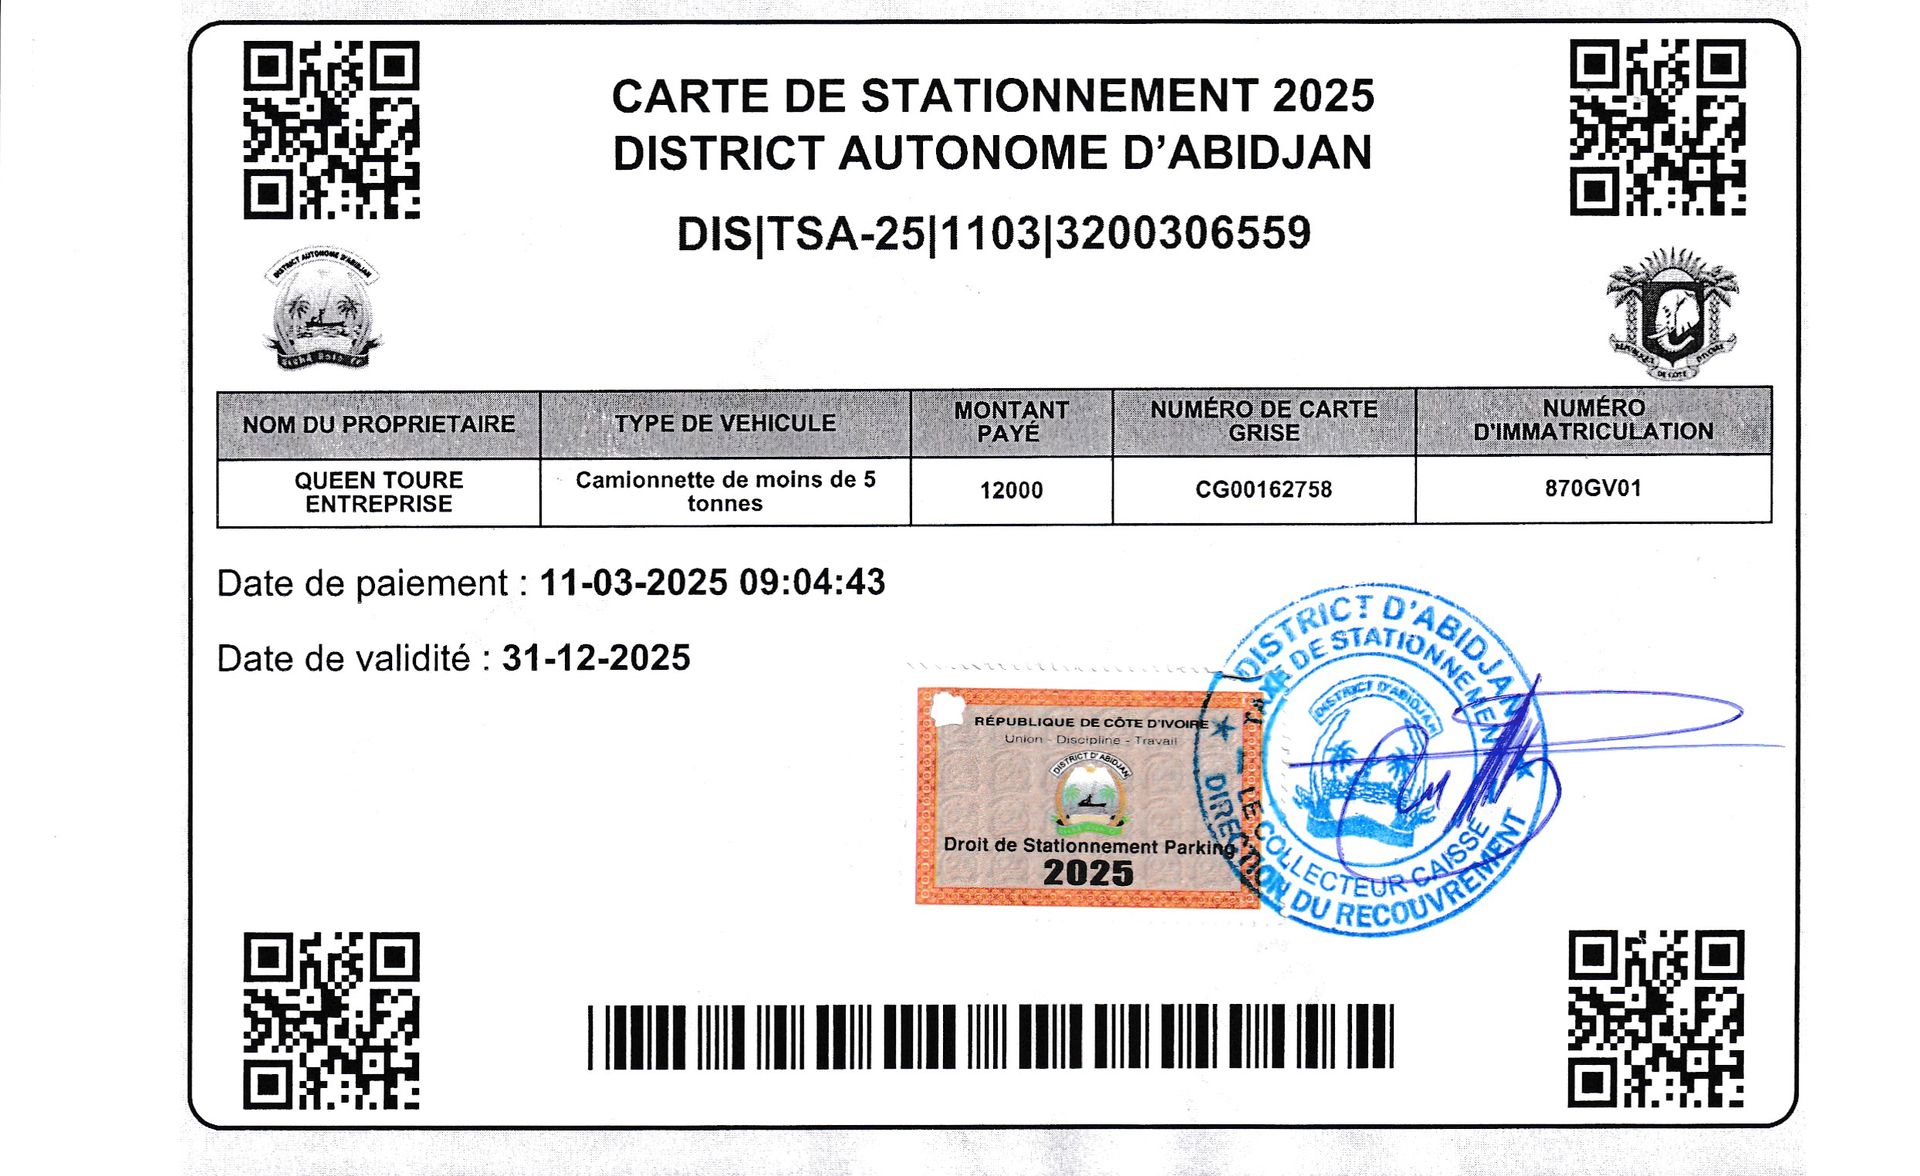 CARTE DE STATIONNEMENT 2025
DISTRICT AUTONOME D’ABIDJAN
DIS|TSA-25|1103|3200306559
DISTRICT AUTONOME D'ABIDJAN
REPUBLIQUE DE COTE D'IVOIRE
NOM DU PROPRIETAIRE
TYPE DE VEHICULE
MONTANT
PAYÉ
NUMÉRO DE CARTE
GRISE
NUMÉRO
D'IMMATRICULATION
QUEEN TOURE
ENTREPRISE
Camionnette de moins de 5
tonnes
12000
CG00162758
870GV01
Date de paiement : 11-03-2025 09:04:43
Date de validité : 31-12-2025
RÉPUBLIQUE DE CÔTE D'IVOIRE
Union - Discipline - Travail
DISTRICT D'ABIDJAN
Droit de Stationnement Parking
2025
DISTRICT D'ABIDJAN
TAXE DE STATIONNEMENT
DISTRICT D'ABIDJAN
LE COLLECTEUR CAISSE
DIRECTION DU RECOUVREMENT